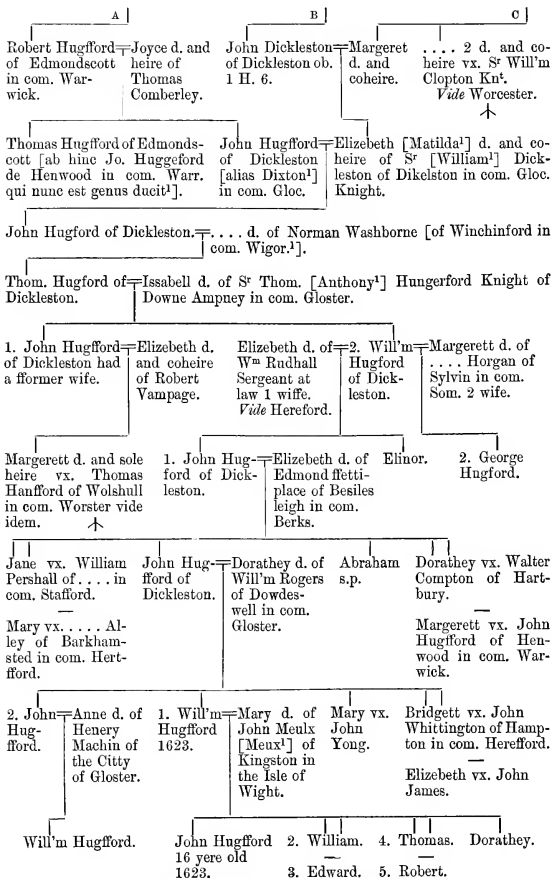 A B C
Robert Hugfford=Joyce d. and
of Edmondscott heire of
in com. War- Thomas
wick. Comberley.
John Dickleston=Margeret
of Dickleston ob. d. and
1 H. 6. coheire.
. . . . 2 d. and co-
heire vx. Sr Will'm
Clopton Knt.
Vide Worcester.
Thomas Hugfford of Edmonds-
cott [ab hinc Jo. Huggeford
de Henwood in com. Warr.
qui nunc est genus ducit1].
John Hugfford=Elizebeth [Matilda1] d. and co-
of Dickleston heire of Sr [William1] Dick-
[alias Dixton1] leston of Dikelston in com. Gloc.
in com. Gloc. Knight.
John Hugford of Dickleston.=. . . . d. of Norman Washborne [of Winchinford in
com. Wigor.1].
Thom. Hugford of=Issabell d. of Sr Thom. [Anthony1] Hungerford Knight of
Dickleston. Downe Ampney in com. Gloster.
1. John Hugfford=Elizebeth d.
of Dickleston had and coheire
a fformer wife. of Robert
Vampage.
Elizebeth d. of=2. Will'm=Margerett d. of
Wm Rudhall Hugford . . . . Horgan of
Sergeant at of Dick- Sylvin in com.
law 1 wiffe. leston. Som. 2 wife.
Vide Hereford.
Margerett d. and sole
heire vx. Thomas
Hanfford of Wolshull
in com. Worster vide
idem.
1. John Hug-=Elizebeth d. of
ford of Dick- Edmond ffetti-
leston. place of Besiles
leigh in com.
Berks.
Elinor.
2. George
Hugford.
Jane vx. William
Pershall of . . . . in
com. Stafford.
—
Mary vx. . . . . Al-
ley of Barkham-
sted in com. Hert-
fford.
John Hug-=Dorathey d. of
fford of Will'm Rogers
Dickleston. of Dowdes-
well in com.
Gloster.
Abraham
s.p.
Dorathey vx. Walter
Compton of Hart-
bury.
—
Margerett vx. John
Hugfford of Hen-
wood in com. War-
wick.
2. John=Anne d. of
Hug- Henery
fford. Machin of
the Citty
of Gloster.
1. Will'm=Mary d. of
Hugfford John Meulx
1623. [Meux1] of
Kingston in
the Isle of
Wight.
Mary vx.
John
Yong.
Bridgett vx. John
Whittington of Hamp-
ton in com. Herefford.
—
Elizebeth vx. John
James.
Will'm Hugfford.
John Hugfford
16 yere old
1623.
2. William.
—
3. Edward.
4. Thomas.
—
5. Robert.
Dorathey.